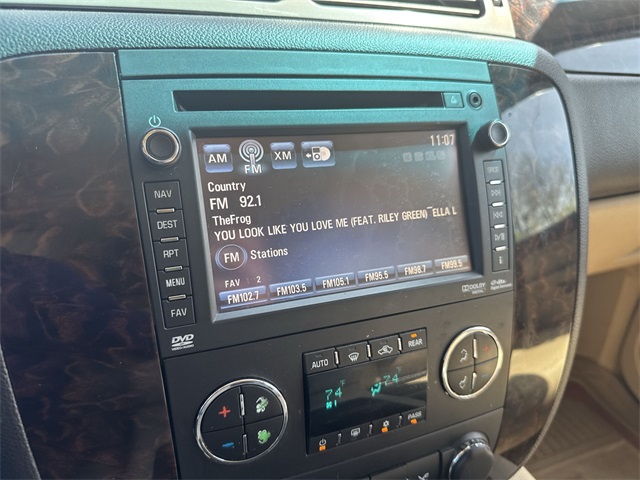 AM FM XM 11:07
Country
FM 92.1
TheFrog
YOU LOOK LIKE YOU LOVE ME (FEAT. RILEY GREEN) ELLA L
FM Stations
FAV 2
FM102.7 FM103.5 FM105.1 FM95.5 FM98.7 FM99.5
NAV
DEST
RPT
MENU
FAV
DVD
DOLBY
AUTO REAR
74°F 74°F
PASS